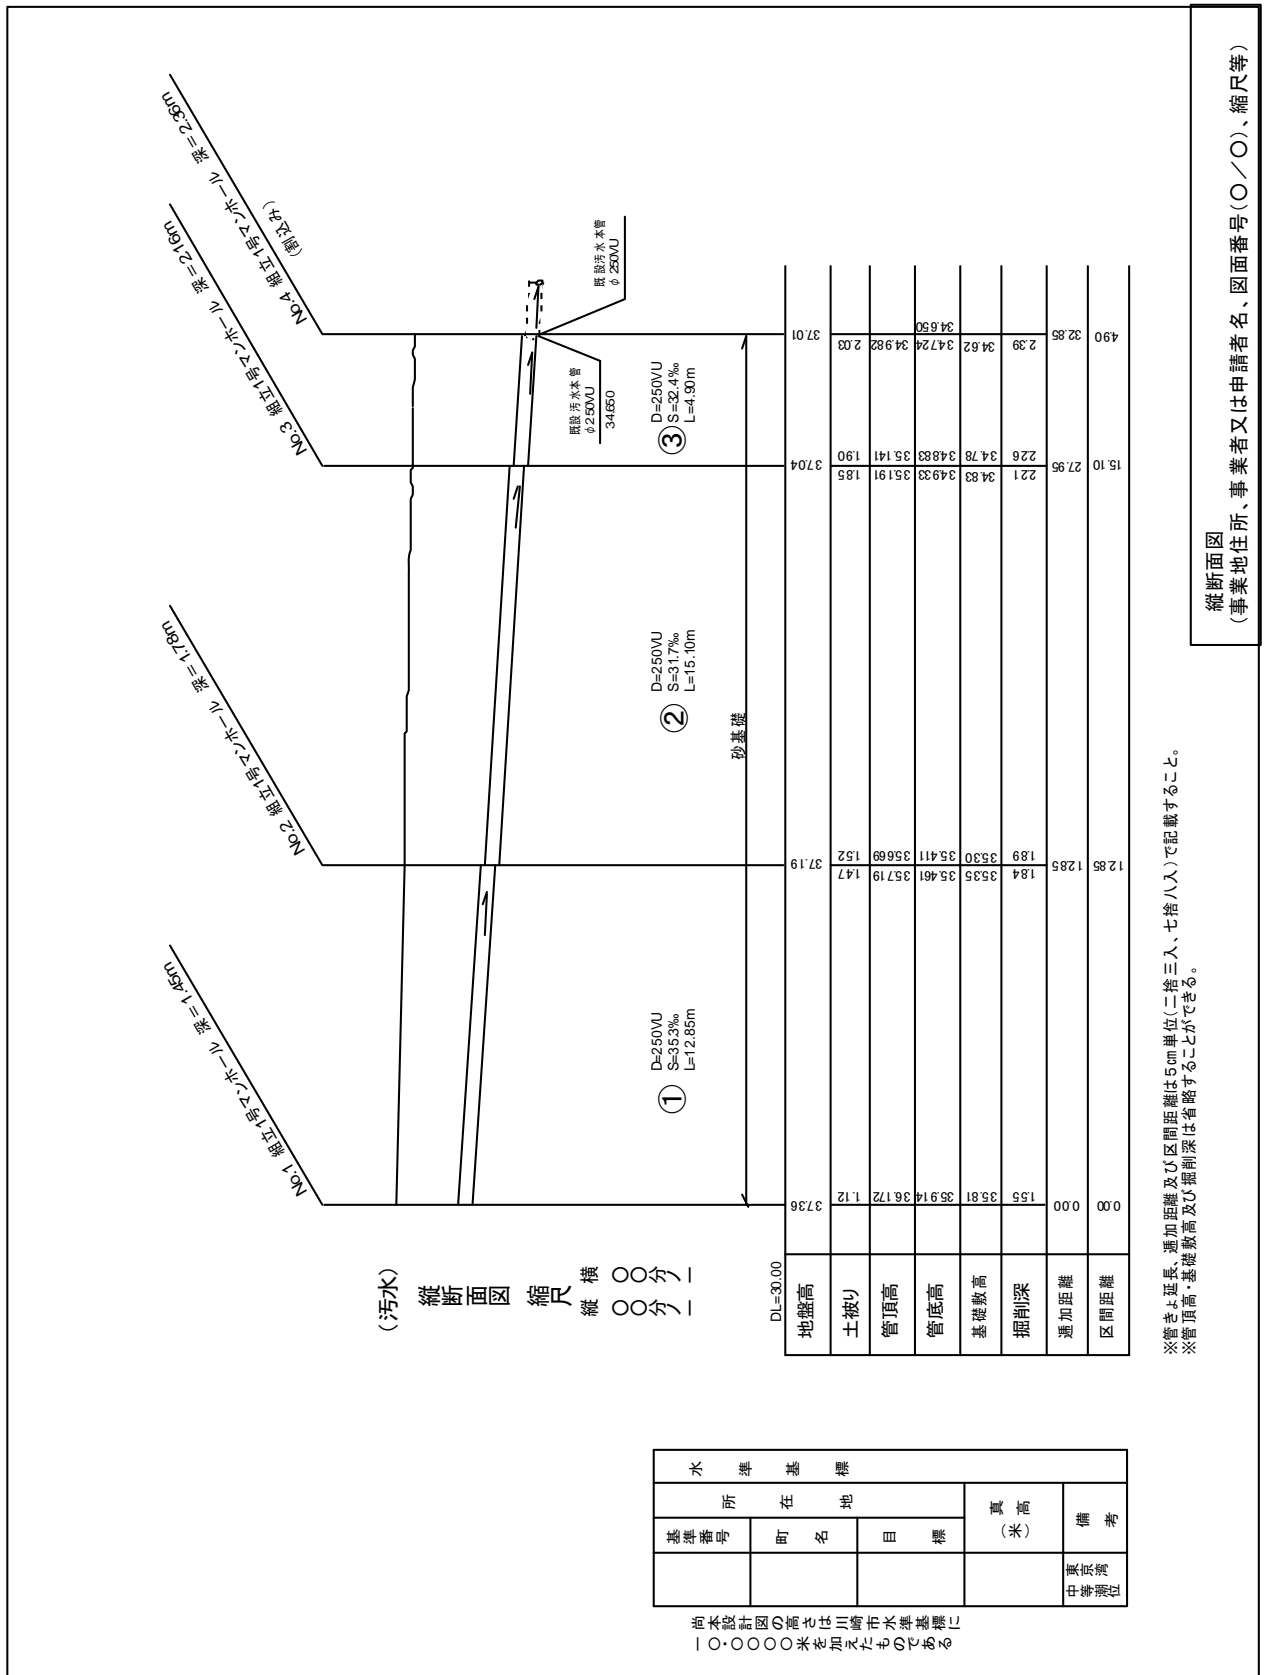 縦断面図
(事業地住所、事業者又は申請者名、図面番号(〇/〇)、縮尺等)
(汚水)
縦断面図 縮尺
横 〇〇分ノ一
縦 〇〇分ノ一
No.1 組立1号マンホール 深=1.45m
No.2 組立1号マンホール 深=1.78m
No.3 組立1号マンホール 深=2.16m
No.4 組立1号マンホール 深=2.36m
(割込み)
既設汚水本管
φ250VU
既設汚水本管
φ250VU
34.650
①
D=250VU
S=35.3‰
L=12.85m
②
D=250VU
S=31.7‰
L=15.10m
③
D=250VU
S=32.4‰
L=4.90m
砂基礎
DL=30.00
地盤高 37.36 37.19 37.04 37.01
土被り 1.12 1.47 1.52 1.85 1.90 2.03
管頂高 36.172 35.719 35.669 35.191 35.141 34.982
管底高 35.914 35.461 35.411 34.933 34.883 34.724 34.650
基礎敷高 35.81 35.35 35.30 34.83 34.78 34.62
掘削深 1.55 1.84 1.89 2.21 2.26 2.39
逓加距離 0.00 12.85 27.95 32.85
区間距離 0.00 12.85 15.10 4.90
※管きょ延長、逓加距離及び区間距離は5cm単位(二捨三入、七捨八入)で記載すること。
※管頂高・基礎敷高及び掘削深は省略することができる。
水準基標
所在地
真高
(米)
備考
基準番号
町名
目標
東京湾
中等潮位
尚本設計図の高さは川崎市水準基標に
一〇・〇〇〇〇米を加えたものである